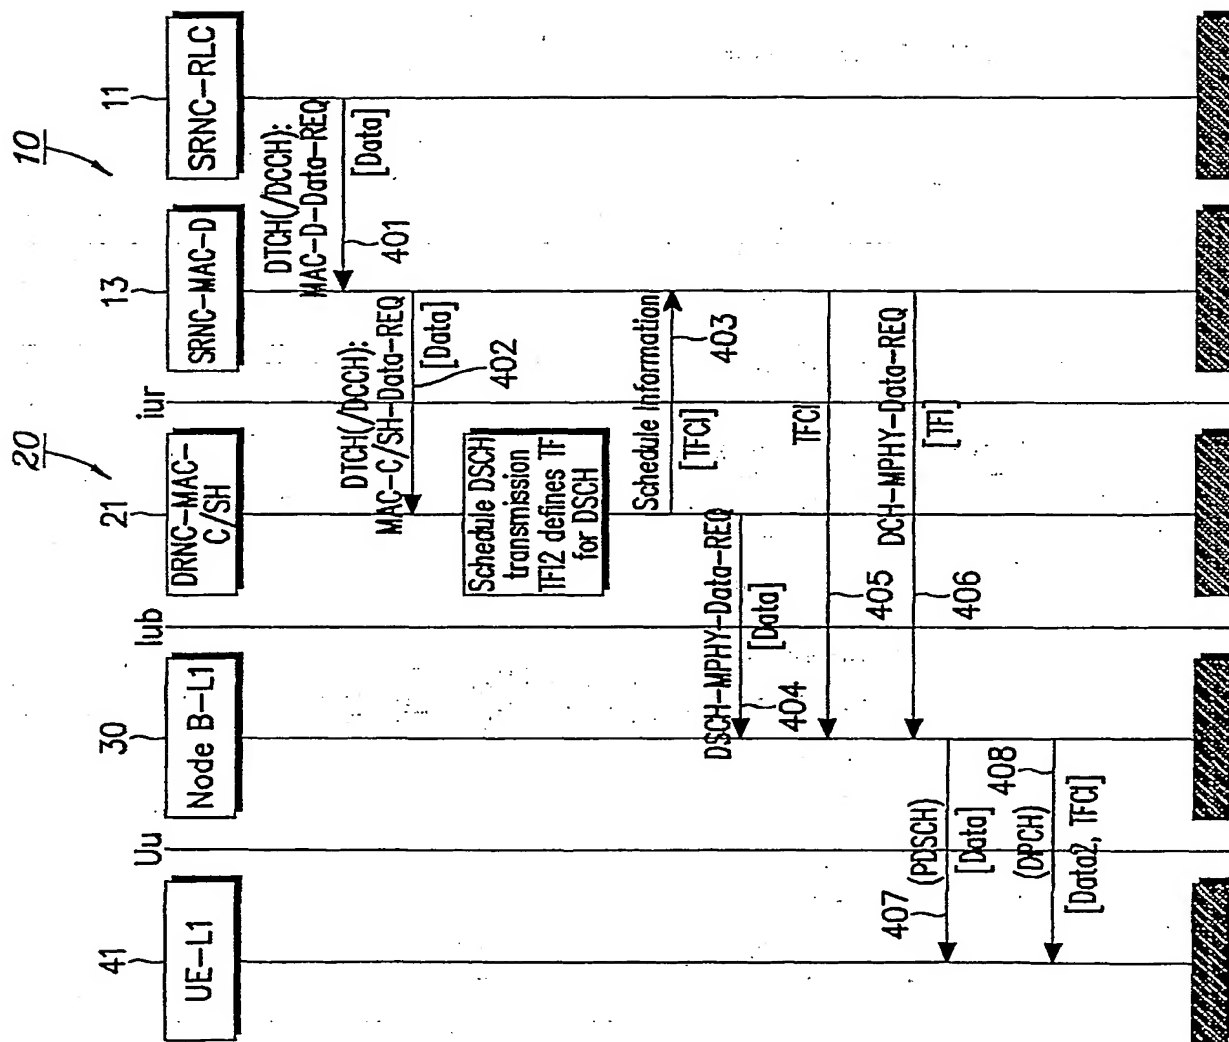 10
20
41
30
21
13
11
UE-L1
Uu
Node B-L1
Iub
DRNC-MAC-
C/SH
iur
SRNC-MAC-D
SRNC-RLC
DTCH(/DCCH):
MAC-D-Data-REQ
[Data]
401
DTCH(/DCCH):
MAC-C/SH-Data-REQ
[Data]
402
Schedule DSCH
transmission
TFI2 defines TF
for DSCH
Schedule Information
[TFCI]
403
DSCH-MPHY-Data-REQ
[Data]
404
TFCI
405
DCH-MPHY-Data-REQ
[TFI]
406
(PDSCH)
[Data]
407
(DPCH)
[Data2, TFCI]
408